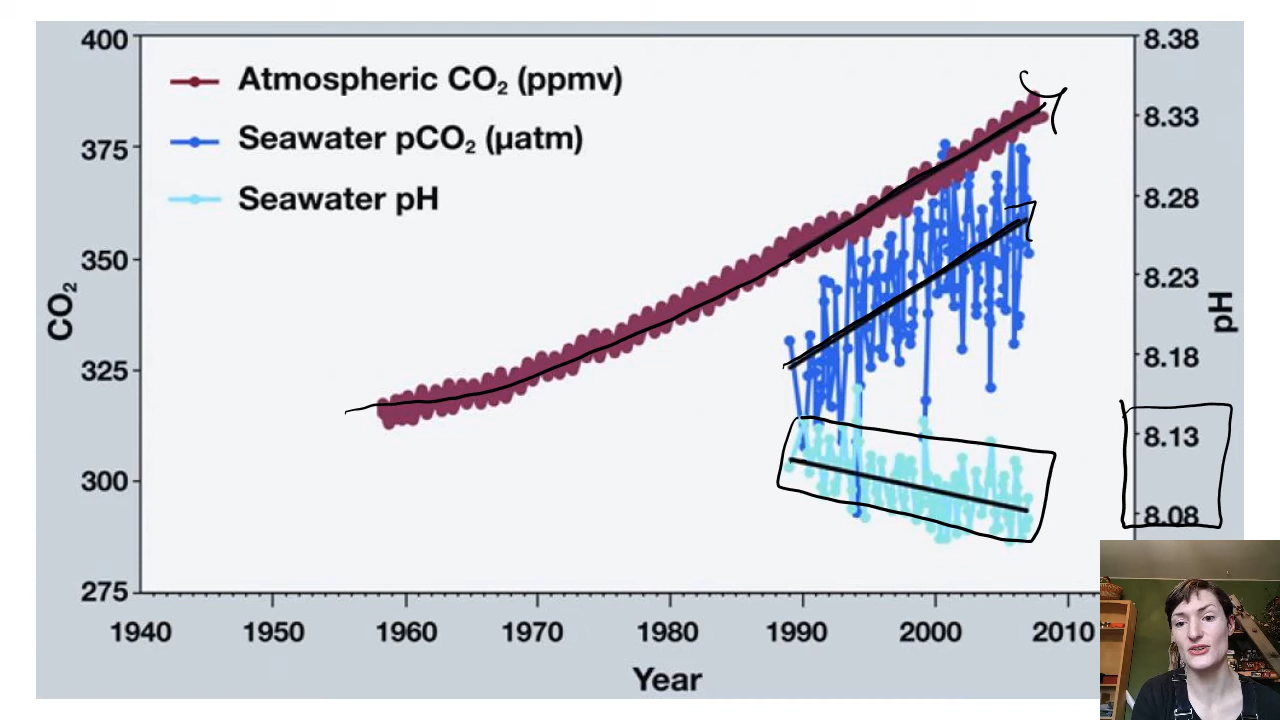 400
375
350
325
300
275
CO₂
Atmospheric CO₂ (ppmv)
Seawater pCO₂ (µatm)
Seawater pH
8.38
8.33
8.28
8.23
8.18
8.13
8.08
pH
1940 1950 1960 1970 1980 1990 2000 2010
Year